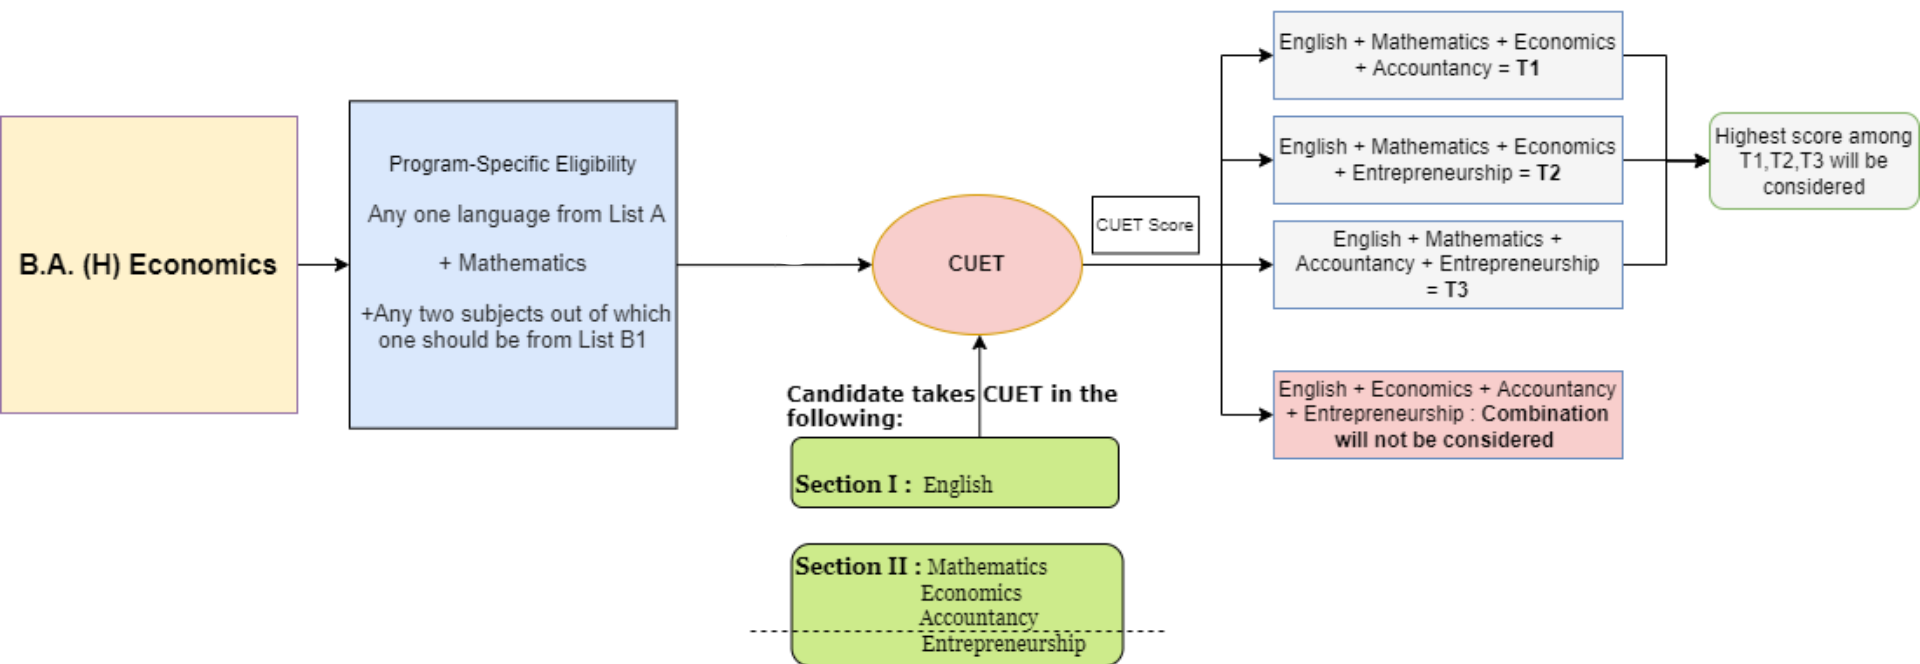 B.A. (H) Economics
Program-Specific Eligibility
Any one language from List A
+ Mathematics
+Any two subjects out of which
one should be from List B1
CUET
Candidate takes CUET in the
following:
Section I : English
Section II : Mathematics
Economics
Accountancy
Entrepreneurship
CUET Score
English + Mathematics + Economics
+ Accountancy = T1
English + Mathematics + Economics
+ Entrepreneurship = T2
English + Mathematics +
Accountancy + Entrepreneurship
= T3
English + Economics + Accountancy
+ Entrepreneurship : Combination
will not be considered
Highest score among
T1,T2,T3 will be
considered